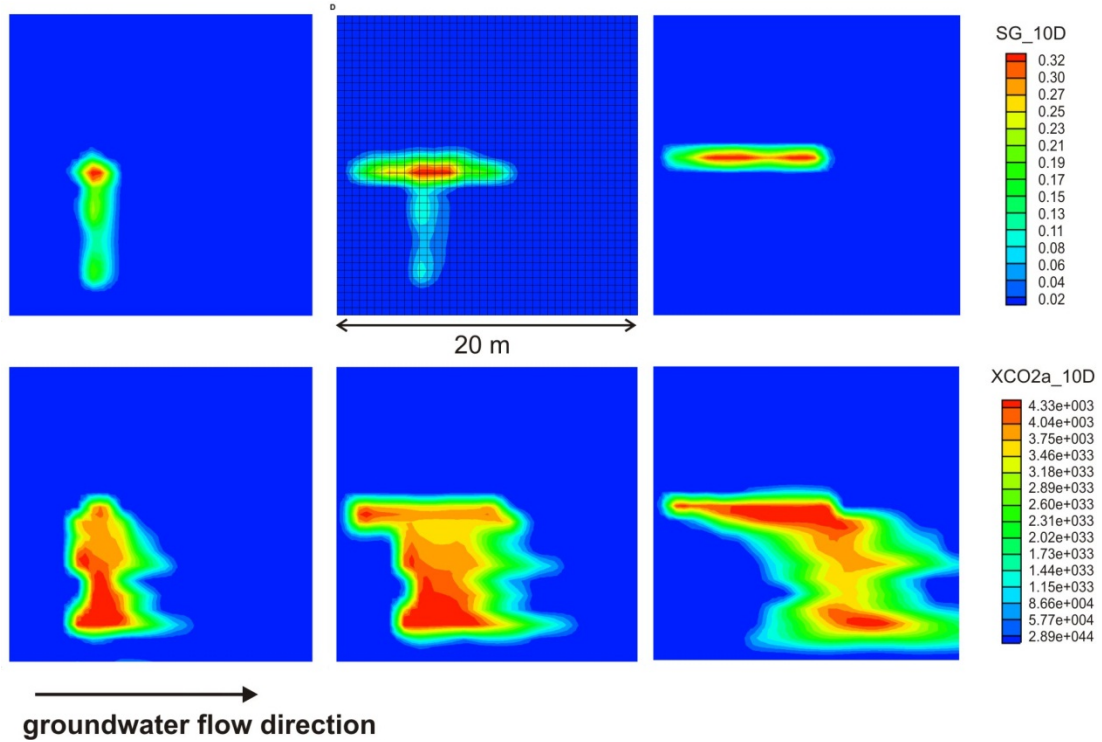 D
SG_10D
0.32
0.30
0.27
0.25
0.23
0.21
0.19
0.17
0.15
0.13
0.11
0.08
0.06
0.04
0.02
20 m
XCO2a_10D
4.33e+003
4.04e+003
3.75e+003
3.46e+033
3.18e+033
2.89e+033
2.60e+033
2.31e+033
2.02e+033
1.73e+033
1.44e+033
1.15e+033
8.66e+004
5.77e+004
2.89e+044
groundwater flow direction